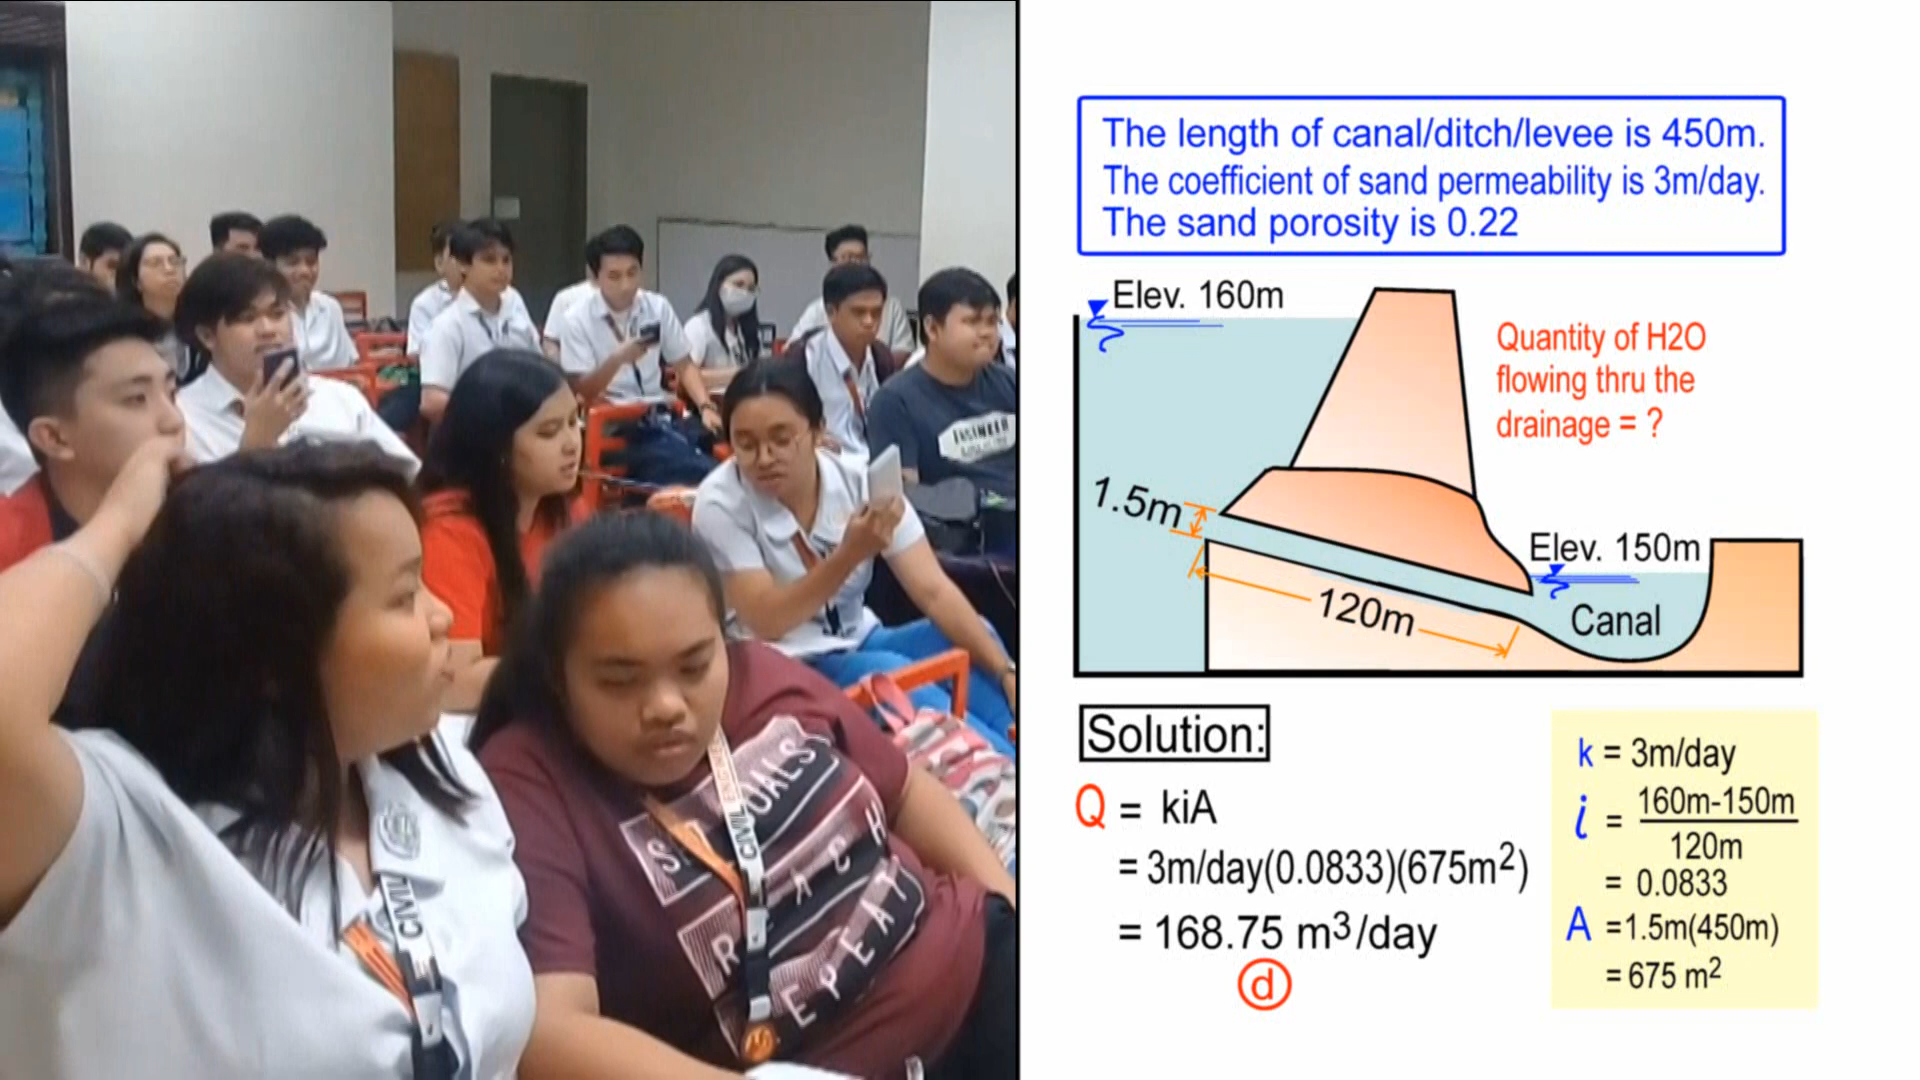 The length of canal/ditch/levee is 450m.
The coefficient of sand permeability is 3m/day.
The sand porosity is 0.22
Elev. 160m
Quantity of H2O
flowing thru the
drainage = ?
1.5m
Elev. 150m
120m
Canal
Solution:
Q = kiA
= 3m/day(0.0833)(675m²)
= 168.75 m³/day
d
k = 3m/day
i = 160m-150m
120m
= 0.0833
A =1.5m(450m)
= 675 m²
CIVIL
CIVIL